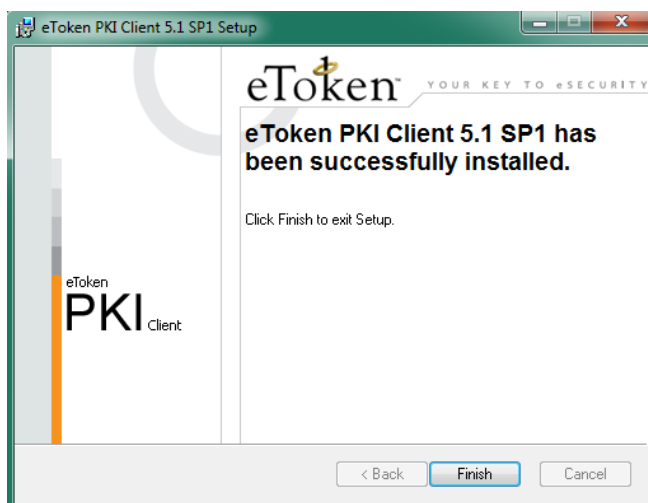 eToken PKI Client 5.1 SP1 Setup
eToken™ YOUR KEY TO eSECURITY
eToken PKI Client 5.1 SP1 has
been successfully installed.
Click Finish to exit Setup.
eToken
PKI Client
< Back Finish Cancel